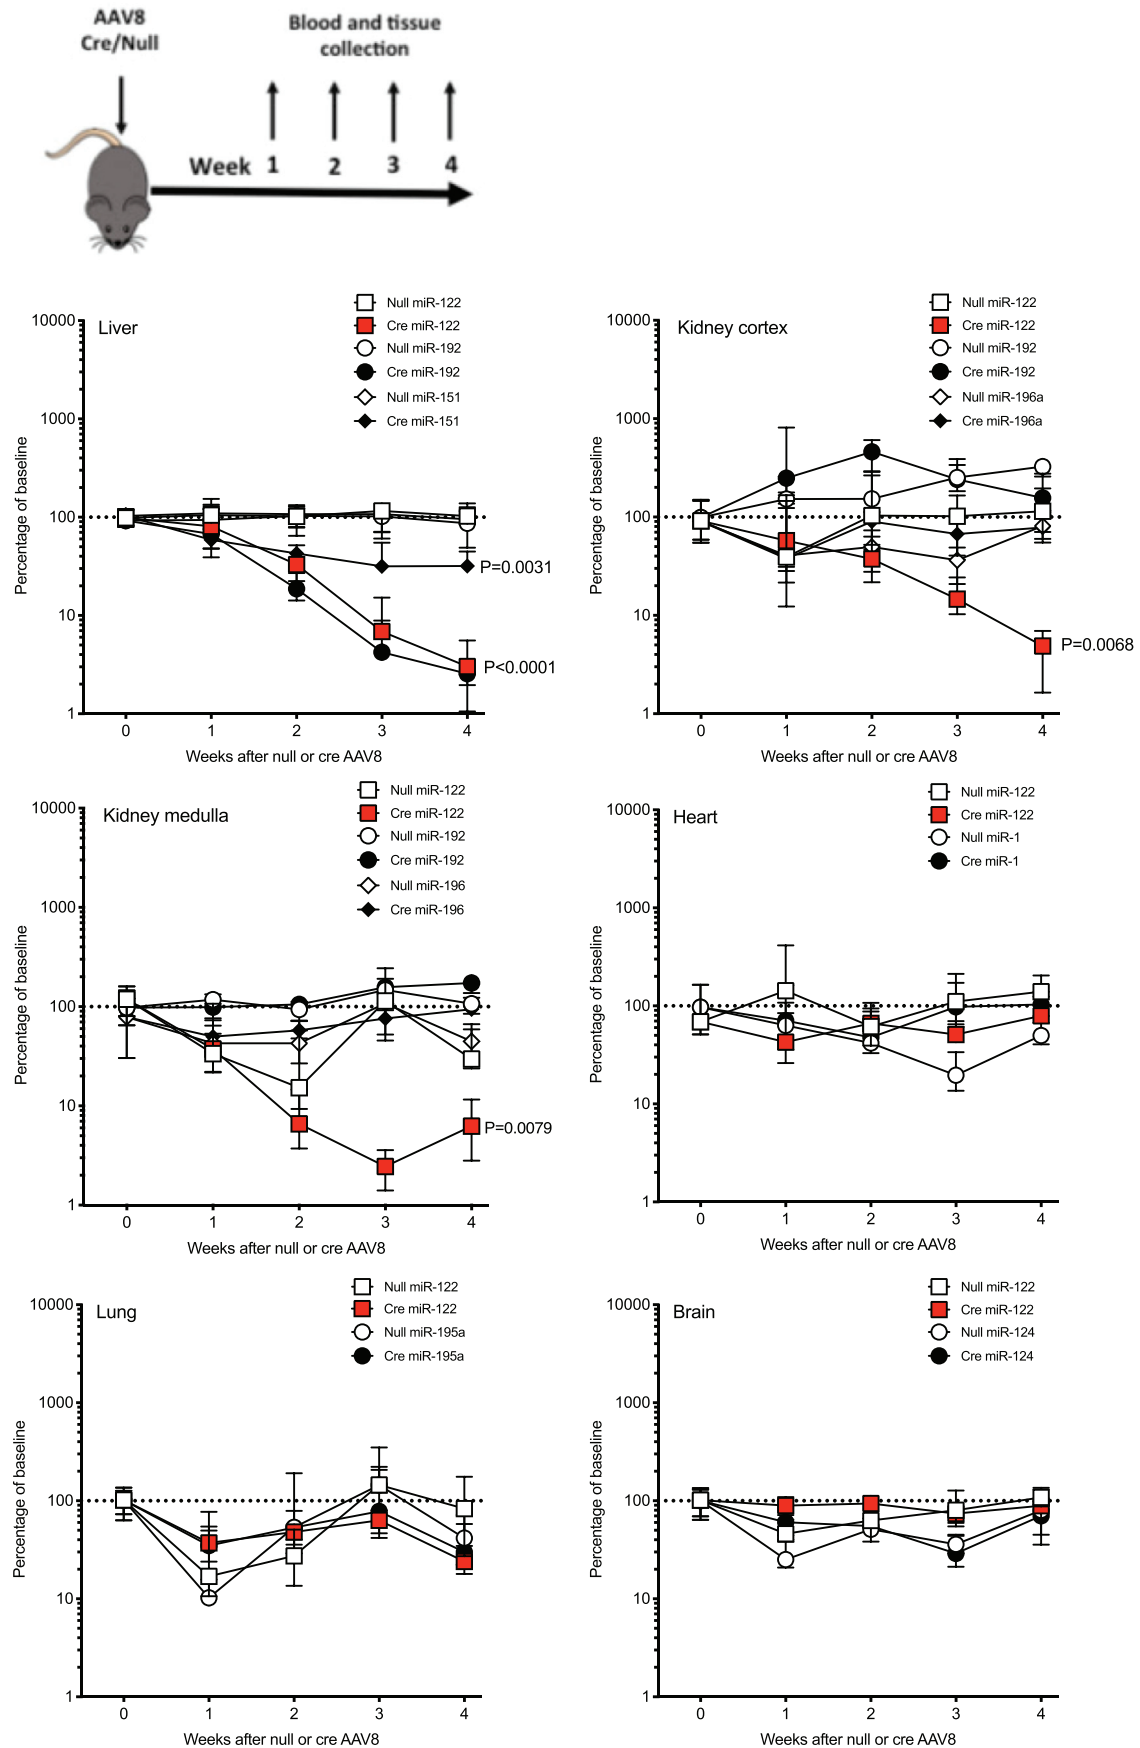 AAV8
Cre/Null
Blood and tissue
collection
Week 1 2 3 4
Liver
Null miR-122
Cre miR-122
Null miR-192
Cre miR-192
Null miR-151
Cre miR-151
10000
1000
100
10
1
Percentage of baseline
P=0.0031
P<0.0001
0 1 2 3 4
Weeks after null or cre AAV8
Kidney cortex
Null miR-122
Cre miR-122
Null miR-192
Cre miR-192
Null miR-196a
Cre miR-196a
10000
1000
100
10
1
Percentage of baseline
P=0.0068
0 1 2 3 4
Weeks after null or cre AAV8
Kidney medulla
Null miR-122
Cre miR-122
Null miR-192
Cre miR-192
Null miR-196
Cre miR-196
10000
1000
100
10
1
Percentage of baseline
P=0.0079
0 1 2 3 4
Weeks after null or cre AAV8
Heart
Null miR-122
Cre miR-122
Null miR-1
Cre miR-1
10000
1000
100
10
1
Percentage of baseline
0 1 2 3 4
Weeks after null or cre AAV8
Lung
Null miR-122
Cre miR-122
Null miR-195a
Cre miR-195a
10000
1000
100
10
1
Percentage of baseline
0 1 2 3 4
Weeks after null or cre AAV8
Brain
Null miR-122
Cre miR-122
Null miR-124
Cre miR-124
10000
1000
100
10
1
Percentage of baseline
0 1 2 3 4
Weeks after null or cre AAV8